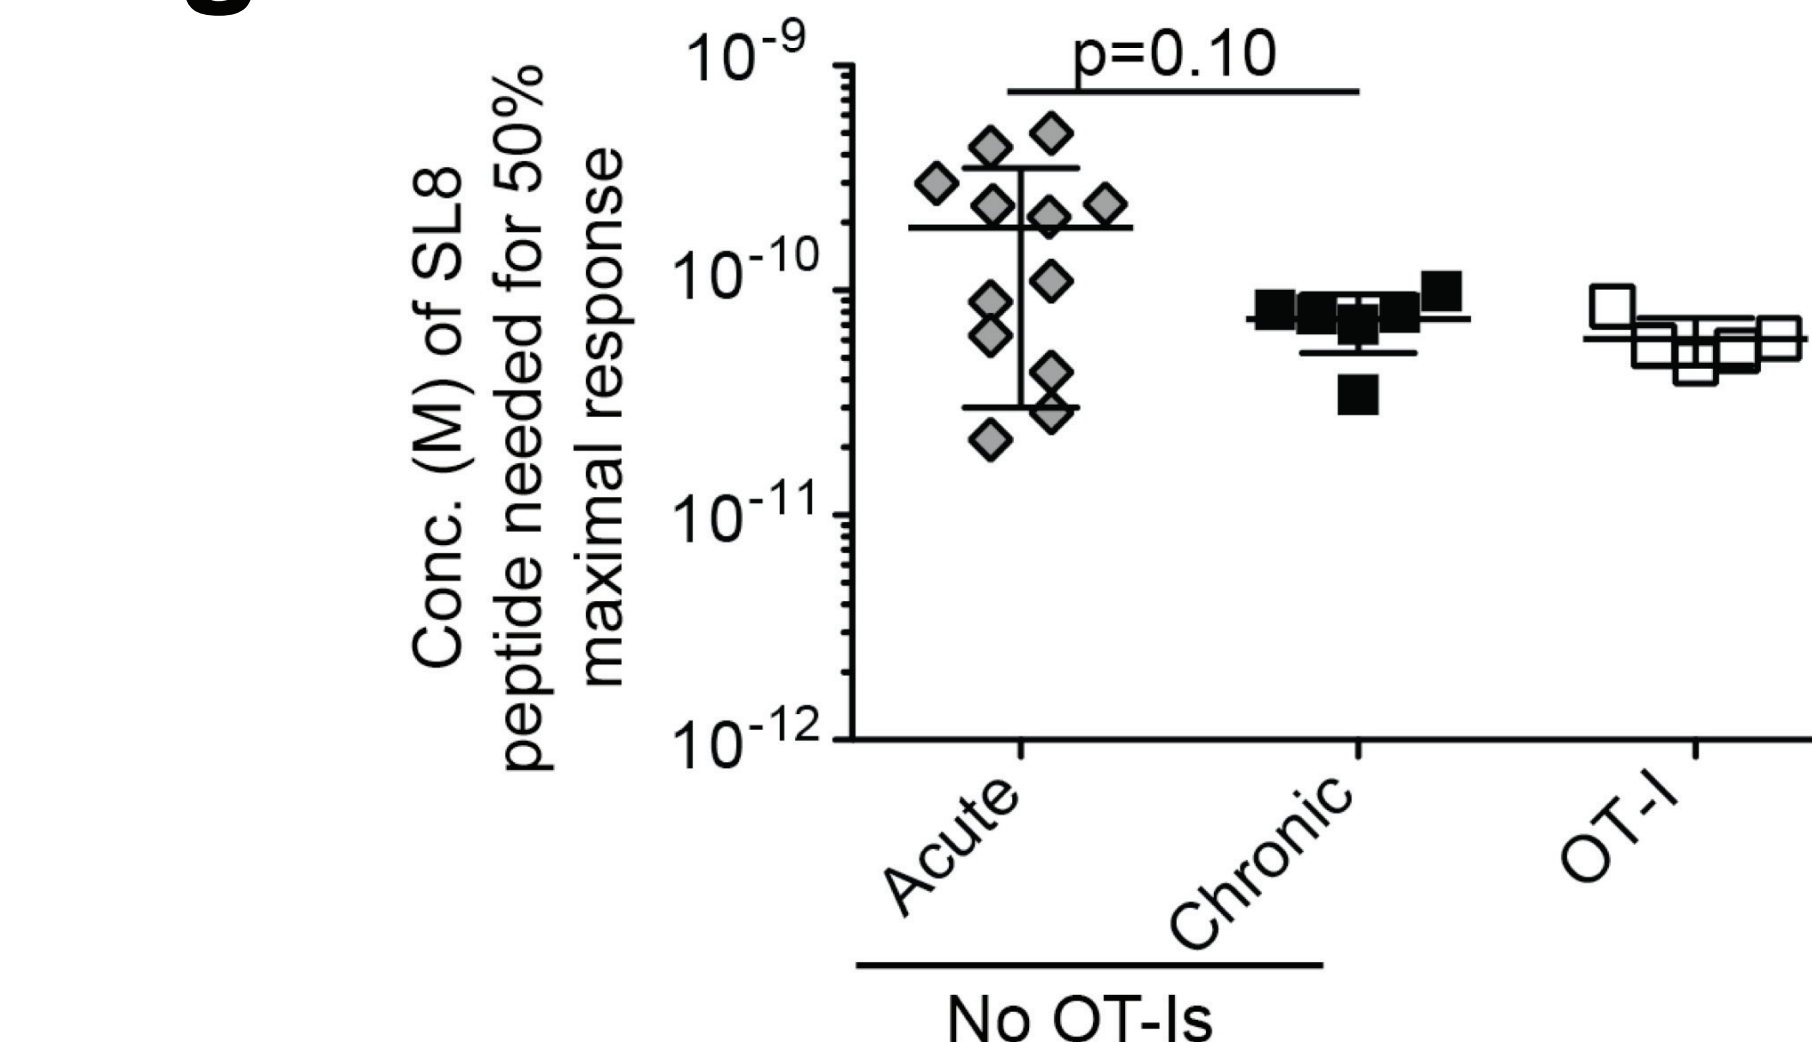 Conc. (M) of SL8
peptide needed for 50%
maximal response
10-9
10-10
10-11
10-12
p=0.10
Acute
Chronic
OT-I
No OT-Is